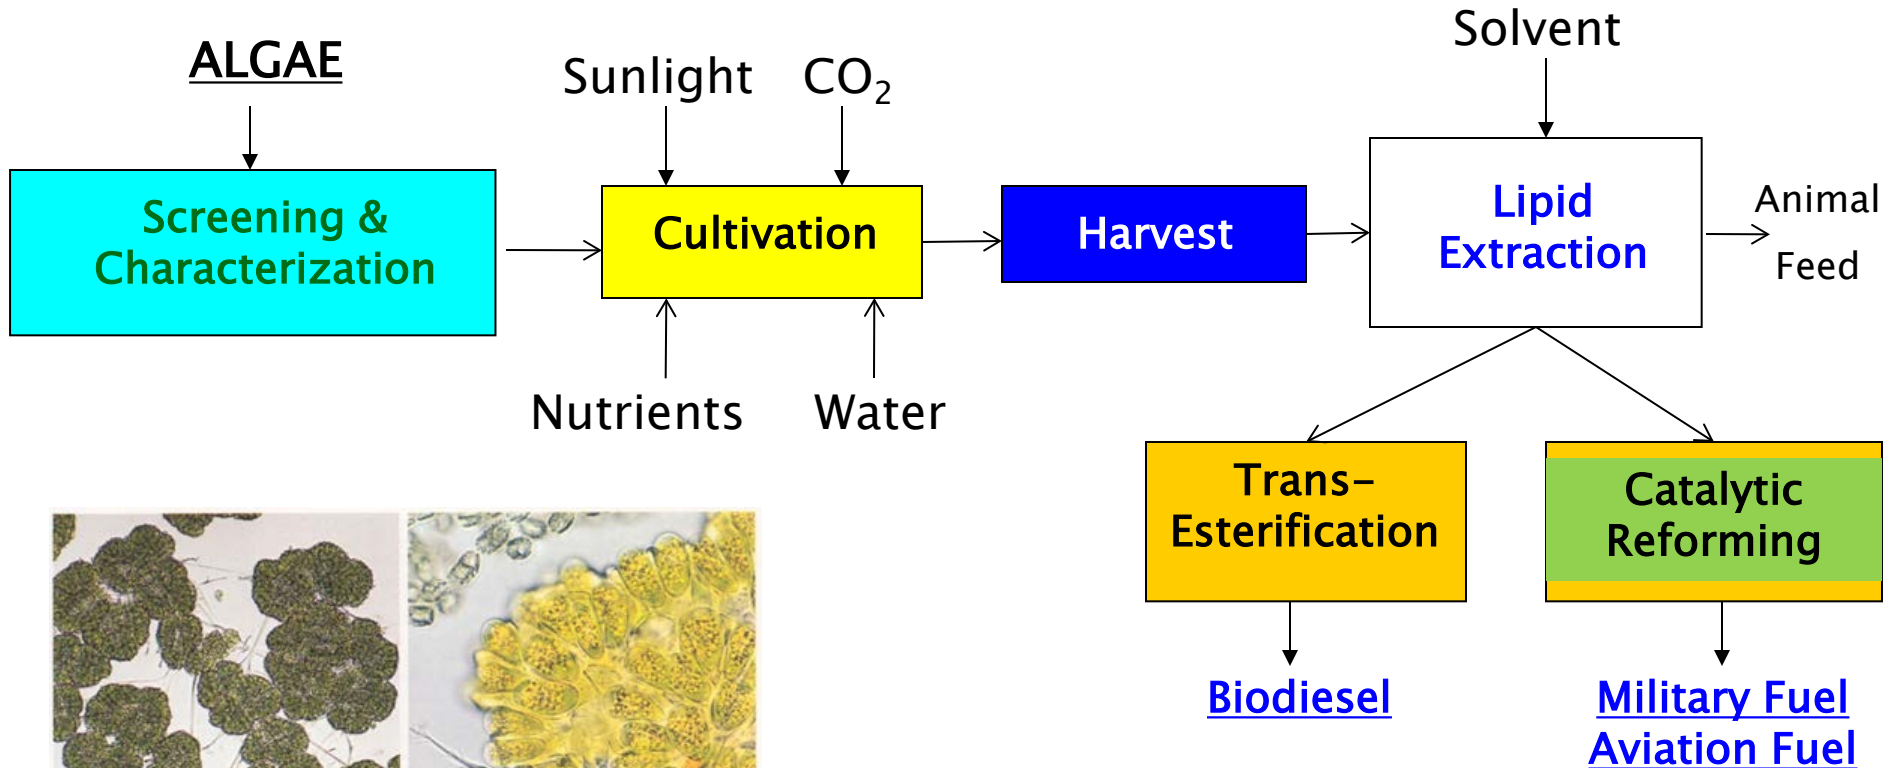 ALGAE
Sunlight
CO₂
Solvent
Screening &
Characterization
Cultivation
Harvest
Lipid
Extraction
Animal
Feed
Nutrients
Water
Trans-
Esterification
Catalytic
Reforming
Biodiesel
Military Fuel
Aviation Fuel